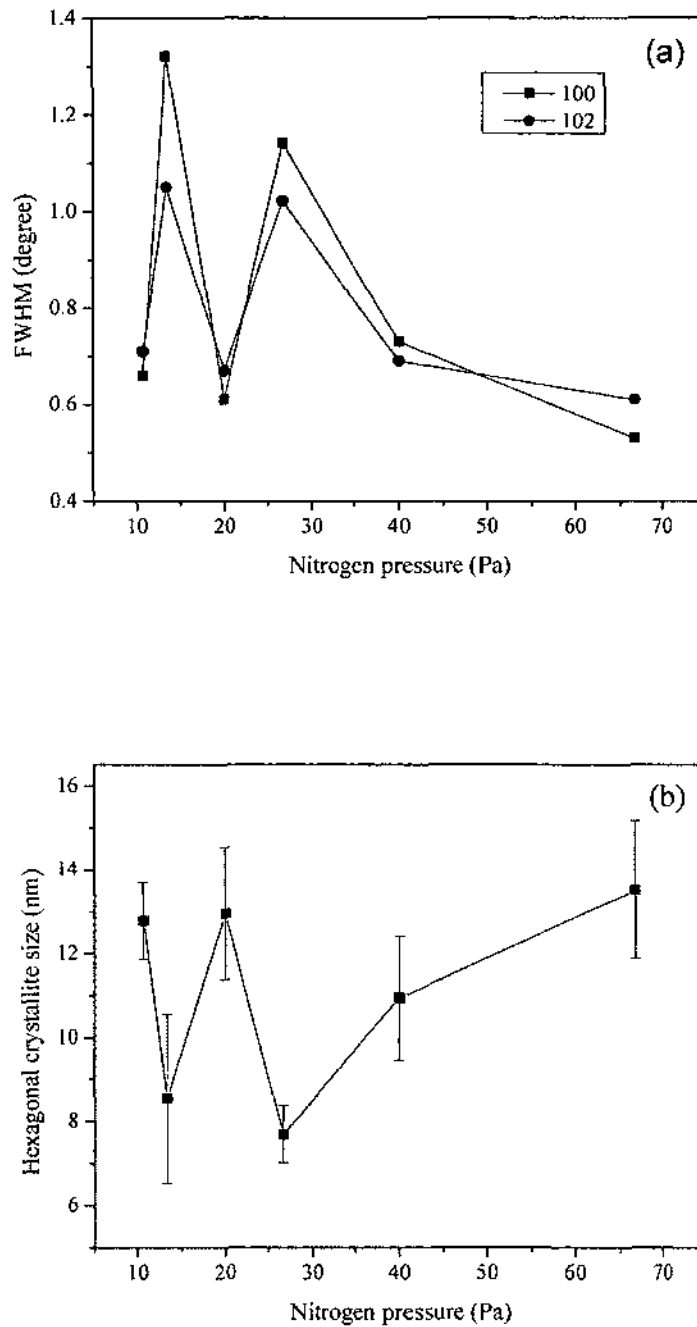 (a)
1.4
1.2
1.0
0.8
0.6
0.4
FWHM (degree)
100
102
10 20 30 40 50 60 70
Nitrogen pressure (Pa)
(b)
16
14
12
10
8
6
Hexagonal crystallite size (nm)
10 20 30 40 50 60 70
Nitrogen pressure (Pa)